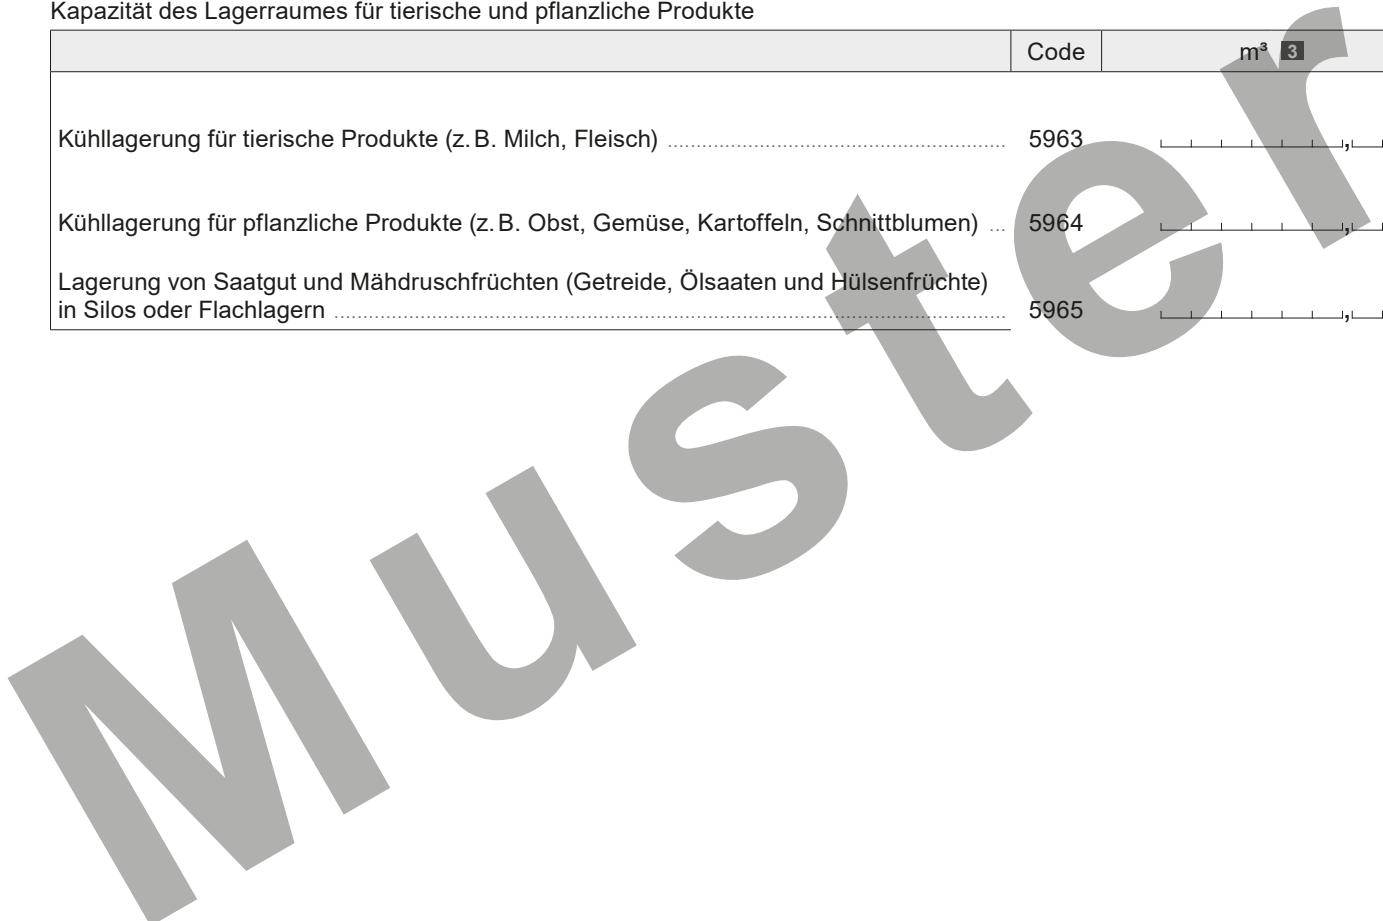 Kapazität des Lagerraumes für tierische und pflanzliche Produkte
Code m³ 3
Kühllagerung für tierische Produkte (z. B. Milch, Fleisch) ........................................................... 5963 ,
Kühllagerung für pflanzliche Produkte (z. B. Obst, Gemüse, Kartoffeln, Schnittblumen) ... 5964 ,
Lagerung von Saatgut und Mähdruschfrüchten (Getreide, Ölsaaten und Hülsenfrüchte)
in Silos oder Flachlagern ..................................................................................................................... 5965 ,
Muster